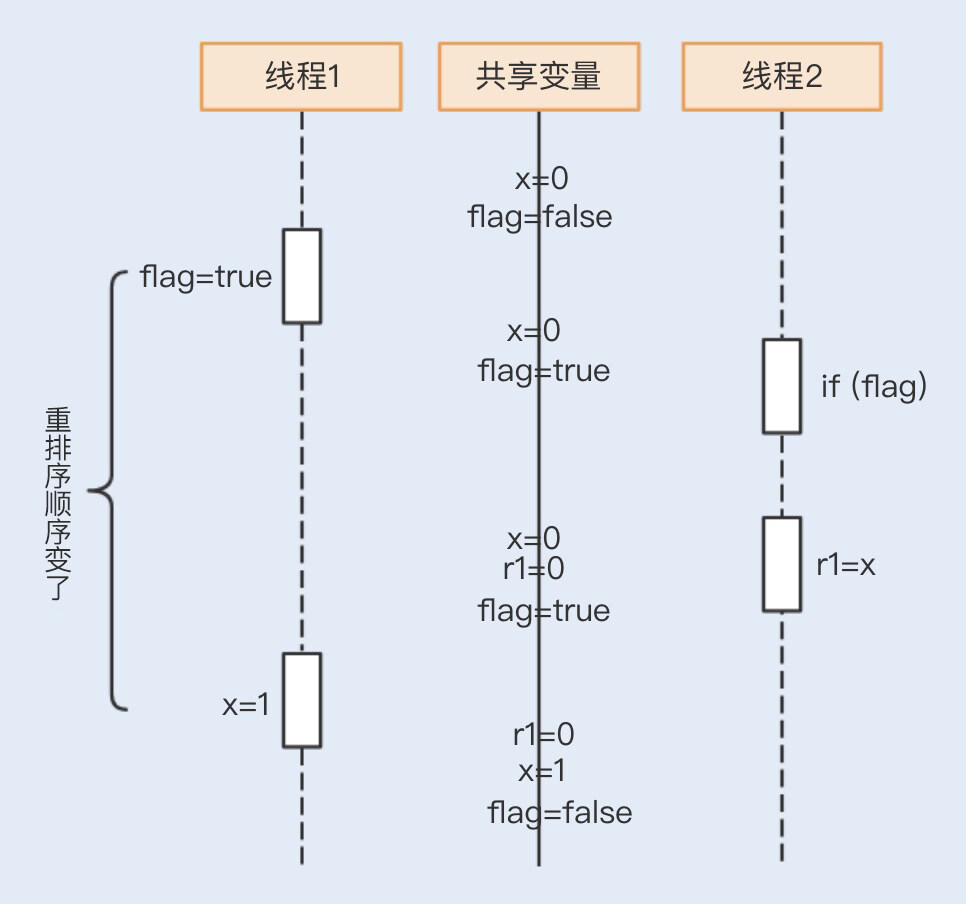 线程1
共享变量
线程2
x=0
flag=false
flag=true
x=0
flag=true
if (flag)
重排序顺序变了
x=0
r1=0
flag=true
r1=x
x=1
r1=0
x=1
flag=false